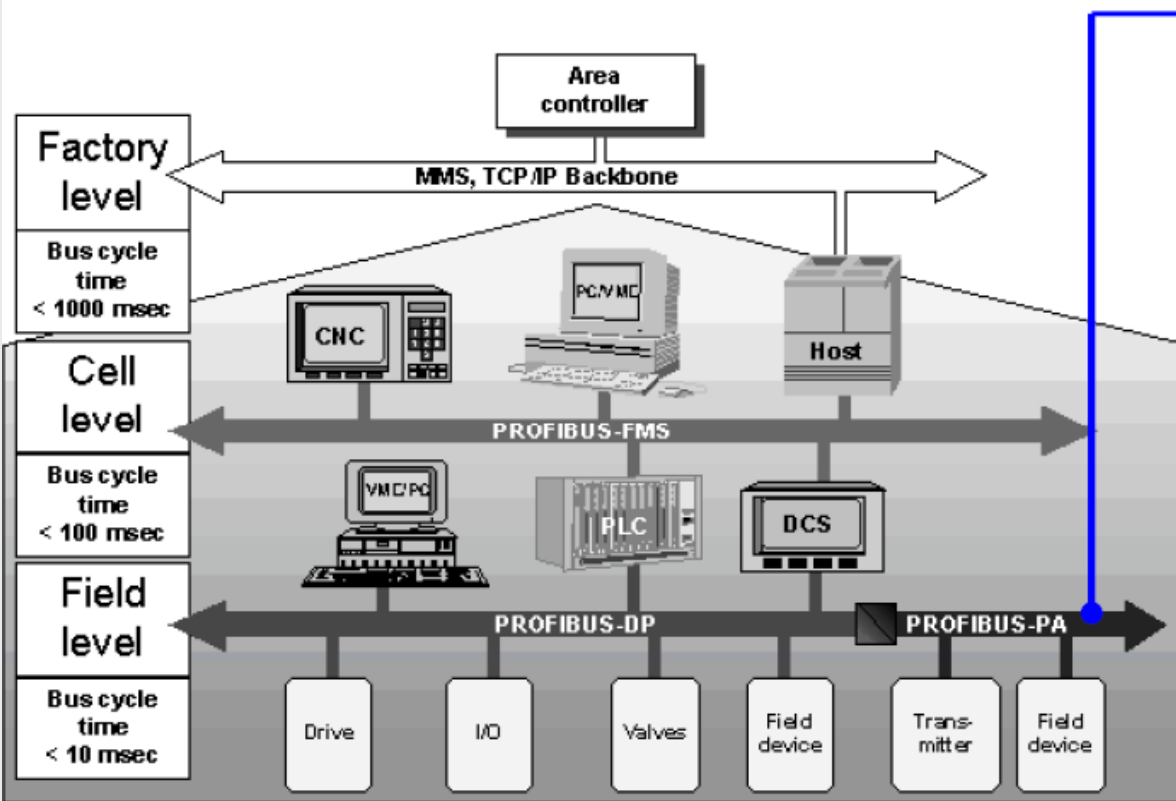 Area
controller
Factory
level
MMS, TCP/IP Backbone
Bus cycle
time
< 1000 msec
PC/VME
CNC
Host
Cell
level
PROFIBUS-FMS
Bus cycle
time
< 100 msec
VME/PC
PLC
DCS
Field
level
PROFIBUS-DP
PROFIBUS-PA
Bus cycle
time
< 10 msec
Drive
I/O
Valves
Field
device
Trans-
mitter
Field
device